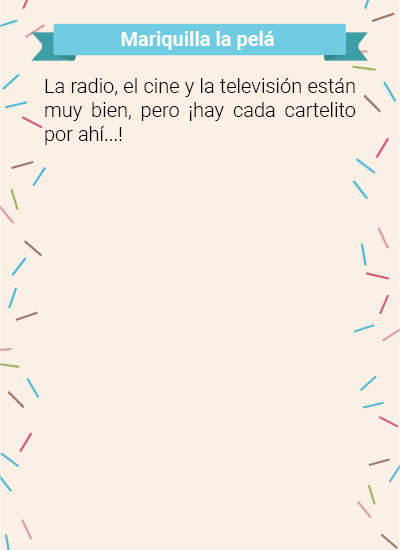 Mariquilla la pelá
La radio, el cine y la televisión están
muy bien, pero ¡hay cada cartelito
por ahí...!